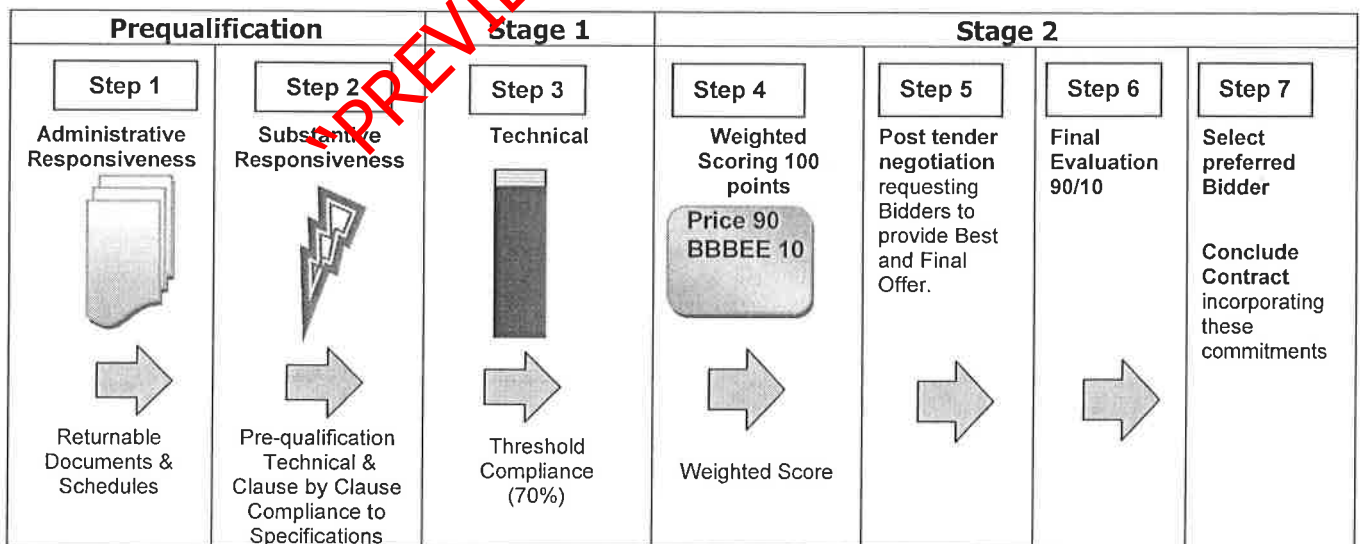 Prequalification
Stage 1
Stage 2
Step 1
Administrative
Responsiveness
Returnable
Documents &
Schedules
Step 2
Substantive
Responsiveness
Pre-qualification
Technical &
Clause by Clause
Compliance to
Specifications
Step 3
Technical
Threshold
Compliance
(70%)
Step 4
Weighted
Scoring 100
points
Price 90
BBBEE 10
Weighted Score
Step 5
Post tender
negotiation
requesting
Bidders to
provide Best
and Final
Offer.
Step 6
Final
Evaluation
90/10
Step 7
Select
preferred
Bidder
Conclude
Contract
incorporating
these
commitments
"PREVIE